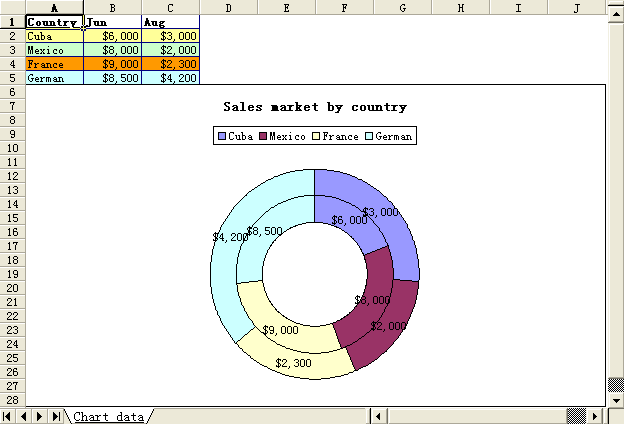 A B C D E F G H I J
1 Country Jun Aug
2 Cuba $6,000 $3,000
3 Mexico $8,000 $2,000
4 France $9,000 $2,300
5 German $8,500 $4,200
6
7 Sales market by country
8
9 Cuba Mexico France German
10
11
12
13
14 $3,000
15 $6,000
16 $4,200 $8,500
17
18
19
20
21 $8,000
22
23 $9,000 $2,000
24
25 $2,300
26
27
28
Chart data